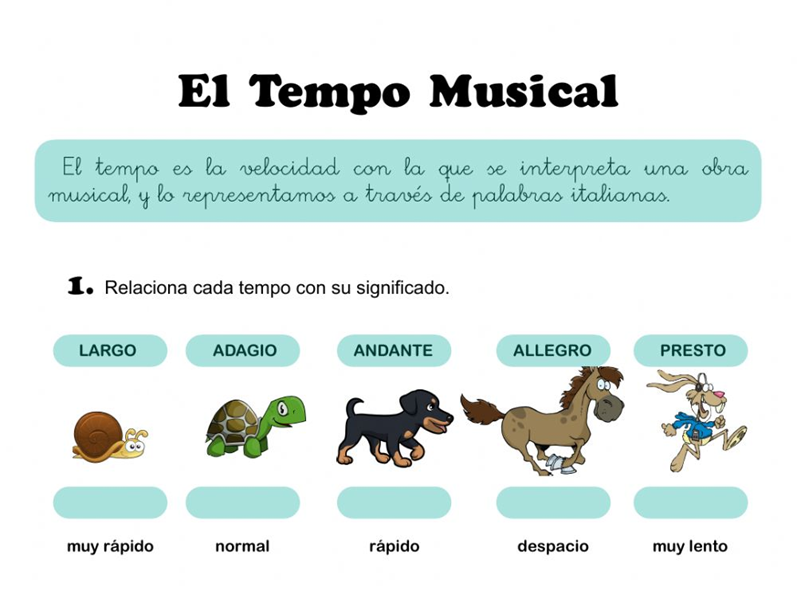 El Tempo Musical
El tempo es la velocidad con la que se interpreta una obra
musical, y lo representamos a través de palabras italianas.
1. Relaciona cada tempo con su significado.
LARGO ADAGIO ANDANTE ALLEGRO PRESTO
muy rápido normal rápido despacio muy lento